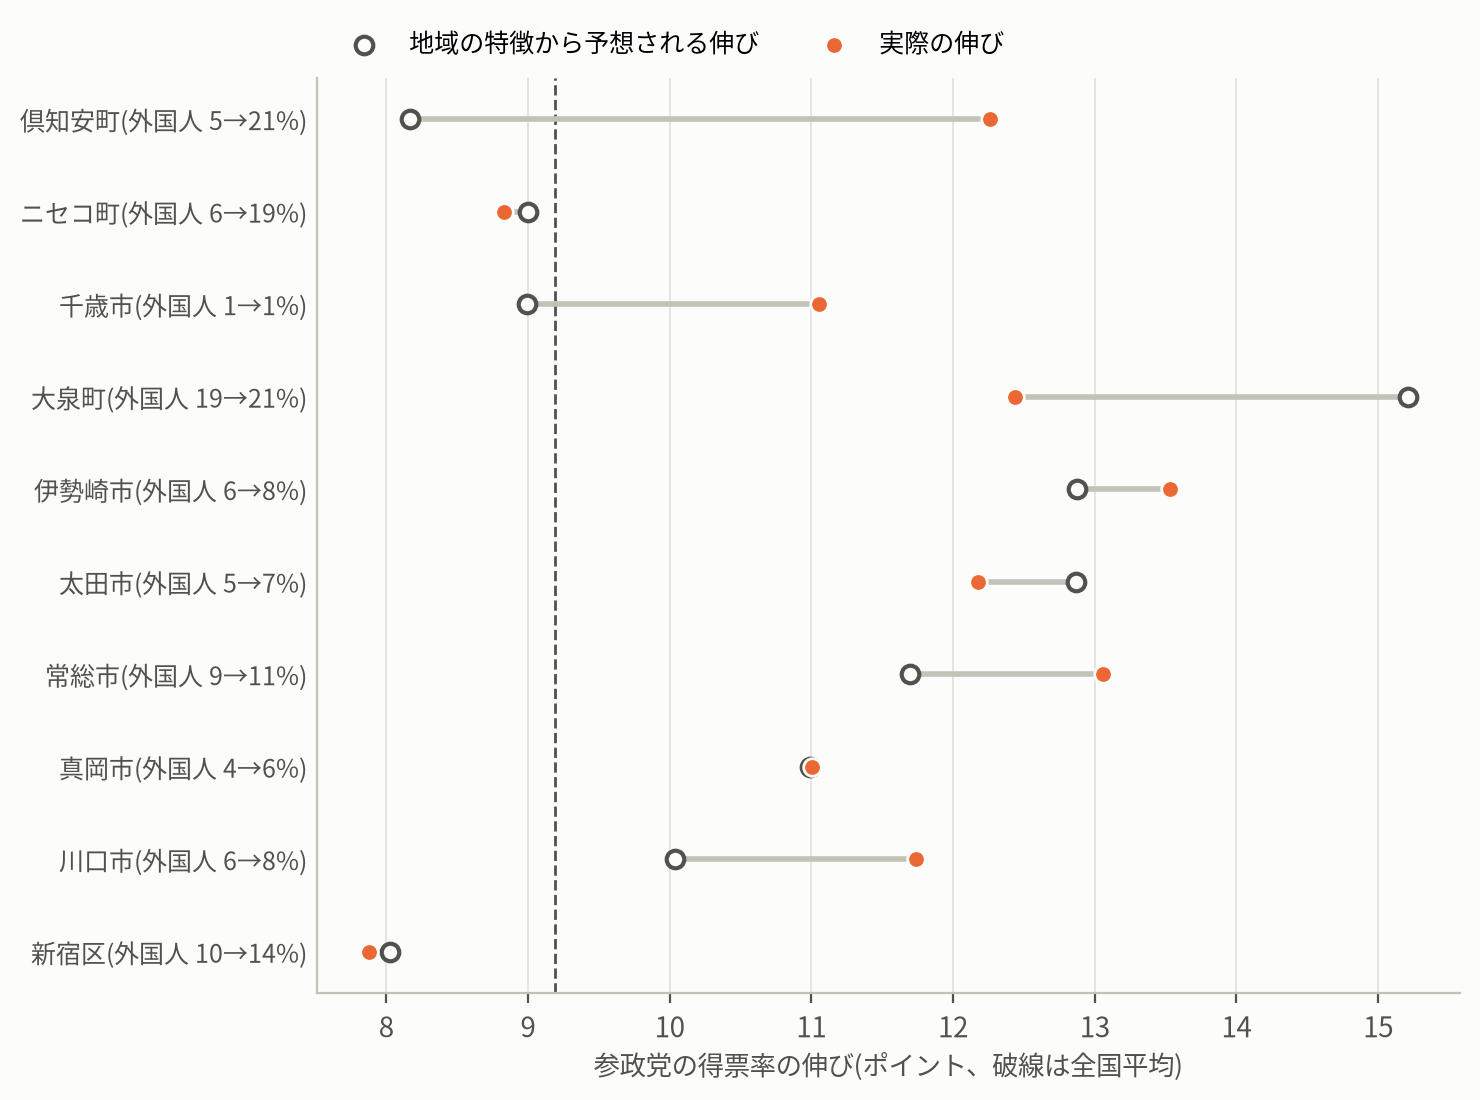 地域の特徴から予想される伸び 実際の伸び
倶知安町(外国人 5→21%)
ニセコ町(外国人 6→19%)
千歳市(外国人 1→1%)
大泉町(外国人 19→21%)
伊勢崎市(外国人 6→8%)
太田市(外国人 5→7%)
常総市(外国人 9→11%)
真岡市(外国人 4→6%)
川口市(外国人 6→8%)
新宿区(外国人 10→14%)
8 9 10 11 12 13 14 15
参政党の得票率の伸び(ポイント、破線は全国平均)